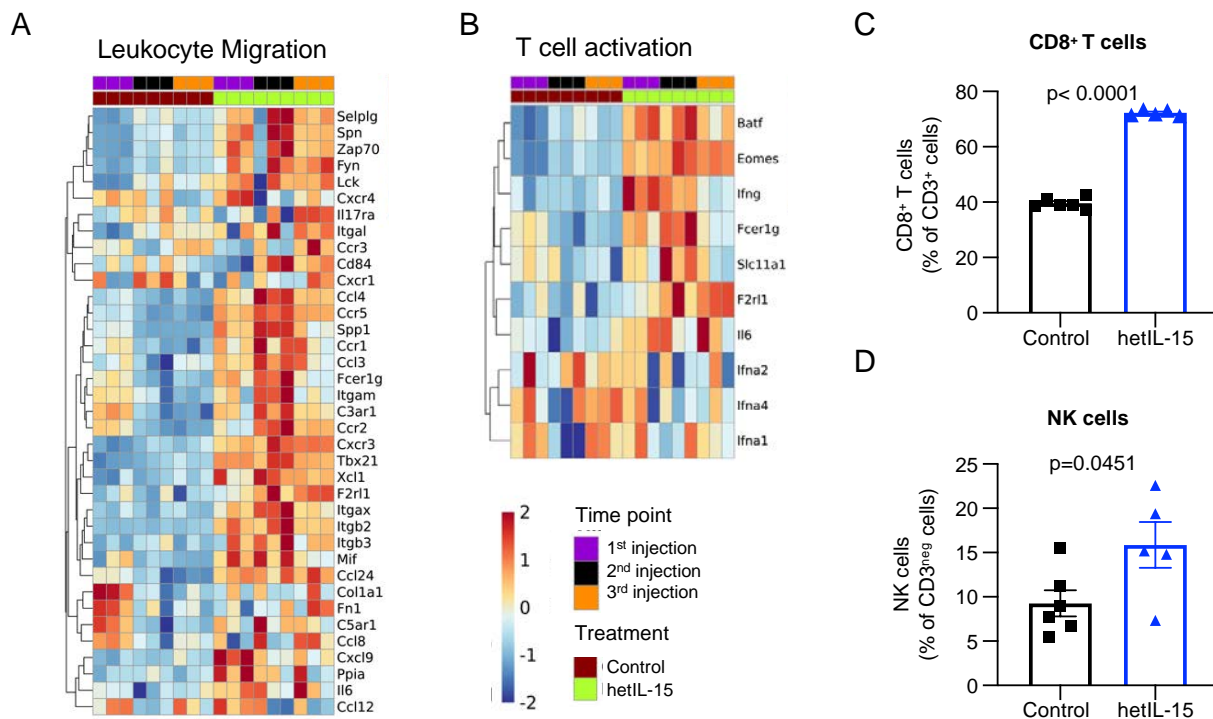 A
Leukocyte Migration
Selplg
Spn
Zap70
Fyn
Lck
Cxcr4
Il17ra
Itgal
Ccr3
Cd84
Cxcr1
Ccl4
Ccr5
Spp1
Ccr1
Ccl3
Fcer1g
Itgam
C3ar1
Ccr2
Cxcr3
Tbx21
Xcl1
F2rl1
Itgax
Itgb2
Itgb3
Mif
Ccl24
Col1a1
Fn1
C5ar1
Ccl8
Cxcl9
Ppia
Il6
Ccl12
B
T cell activation
Batf
Eomes
Ifng
Fcer1g
Slc11a1
F2rl1
Il6
Ifna2
Ifna4
Ifna1
2
1
0
-1
-2
Time point
1st injection
2nd injection
3rd injection
Treatment
Control
hetIL-15
C
CD8+ T cells
p< 0.0001
CD8+ T cells
(% of CD3+ cells)
80
60
40
20
0
Control hetIL-15
D
NK cells
p=0.0451
NK cells
(% of CD3neg cells)
25
20
15
10
5
0
Control hetIL-15